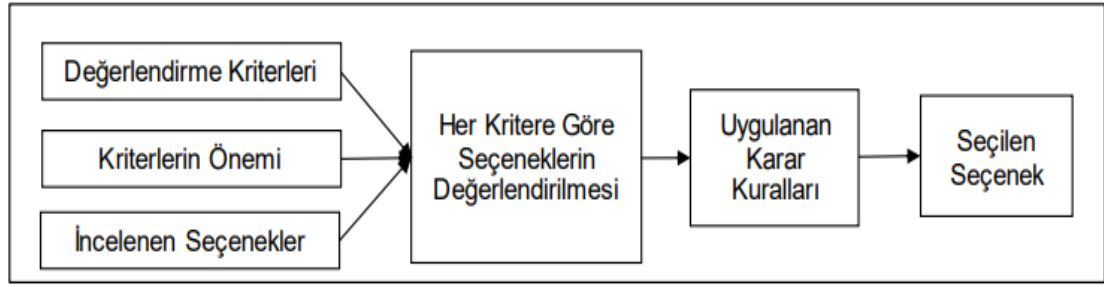 Değerlendirme Kriterleri
Kriterlerin Önemi
İncelenen Seçenekler
Her Kritere Göre
Seçeneklerin
Değerlendirilmesi
Uygulanan
Karar
Kuralları
Seçilen
Seçenek